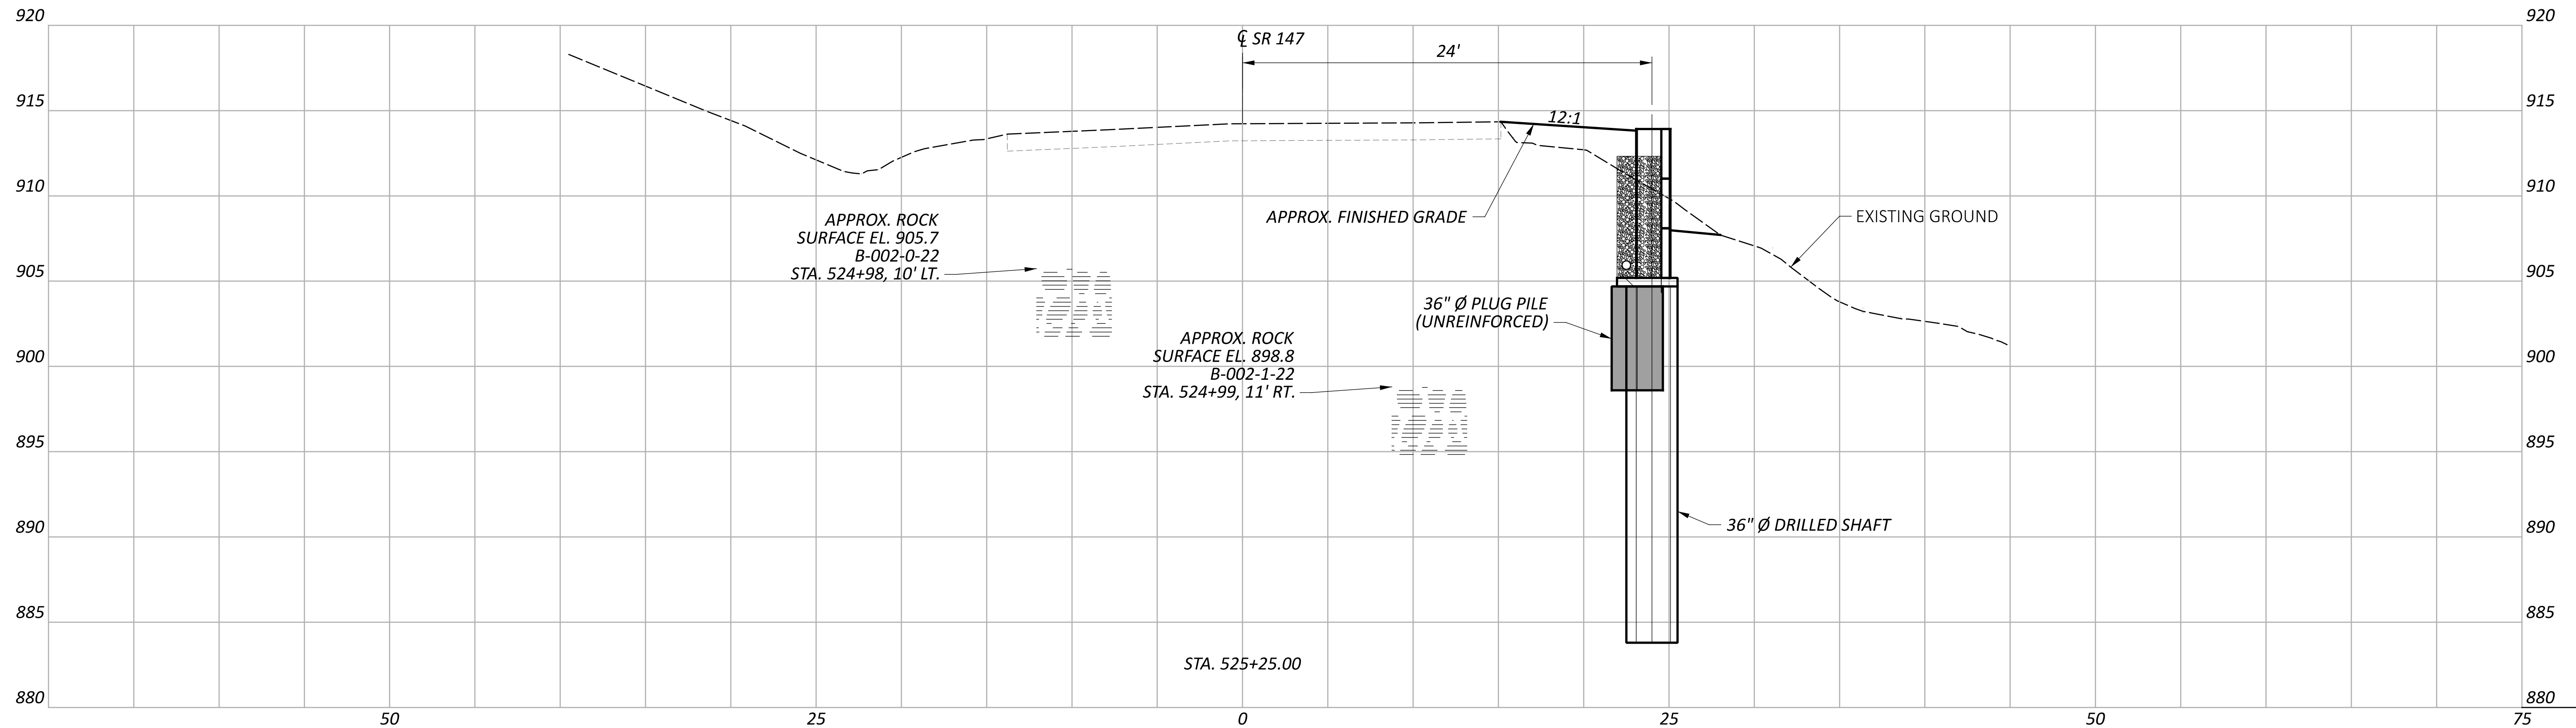 920
920
℄ SR 147
24'
915
12:1
915
910
910
APPROX. ROCK
SURFACE EL. 905.7
B-002-0-22
STA. 524+98, 10' LT.
APPROX. FINISHED GRADE
EXISTING GROUND
905
905
36" Ø PLUG PILE
(UNREINFORCED)
APPROX. ROCK
SURFACE EL. 898.8
B-002-1-22
STA. 524+99, 11' RT.
900
900
895
895
890
36" Ø DRILLED SHAFT
890
885
885
STA. 525+25.00
880
880
50
25
0
25
50
75